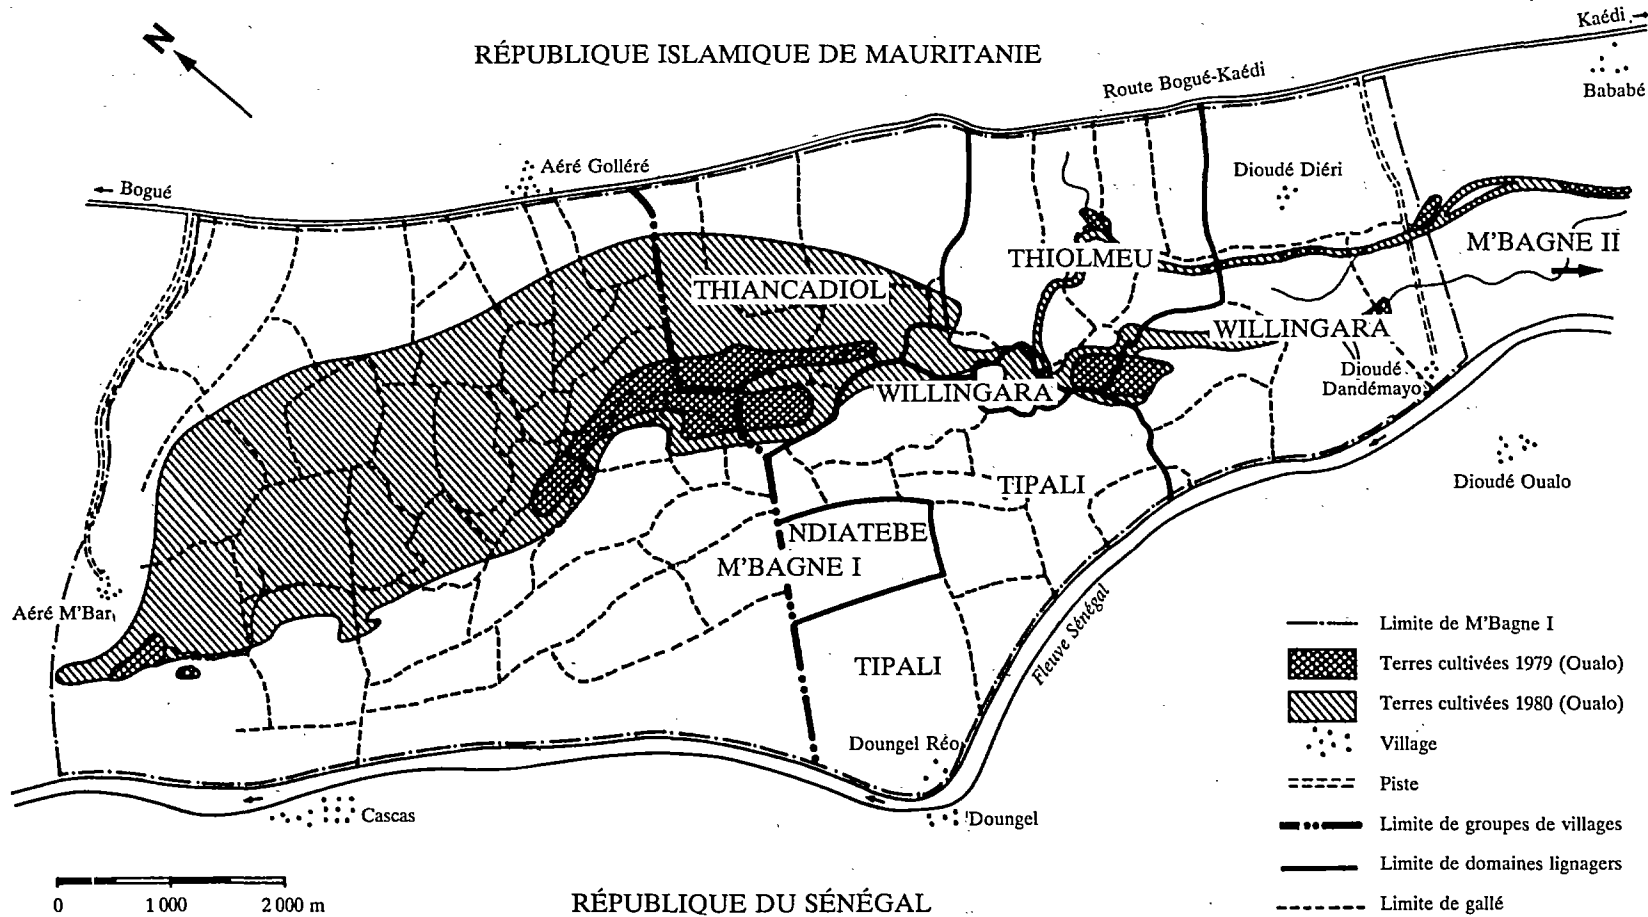 N
RÉPUBLIQUE ISLAMIQUE DE MAURITANIE
Kaédi
Bababé
Route Bogué-Kaédi
Aéré Golléré
Bogué
Dioudé Diéri
M'BAGNE II
THIOLMEU
THIANCADIOL
WILLINGARA
WILLINGARA
Dioudé
Dandémayo
Dioudé Oualo
TIPALI
NDIATEBE
M'BAGNE I
Aéré M'Bar
TIPALI
Fleuve Sénégal
Doungel Réo
Cascas
Doungel
Limite de M'Bagne I
Terres cultivées 1979 (Oualo)
Terres cultivées 1980 (Oualo)
Village
Piste
Limite de groupes de villages
Limite de domaines lignagers
Limite de gallé
0 1 000 2 000 m
RÉPUBLIQUE DU SÉNÉGAL